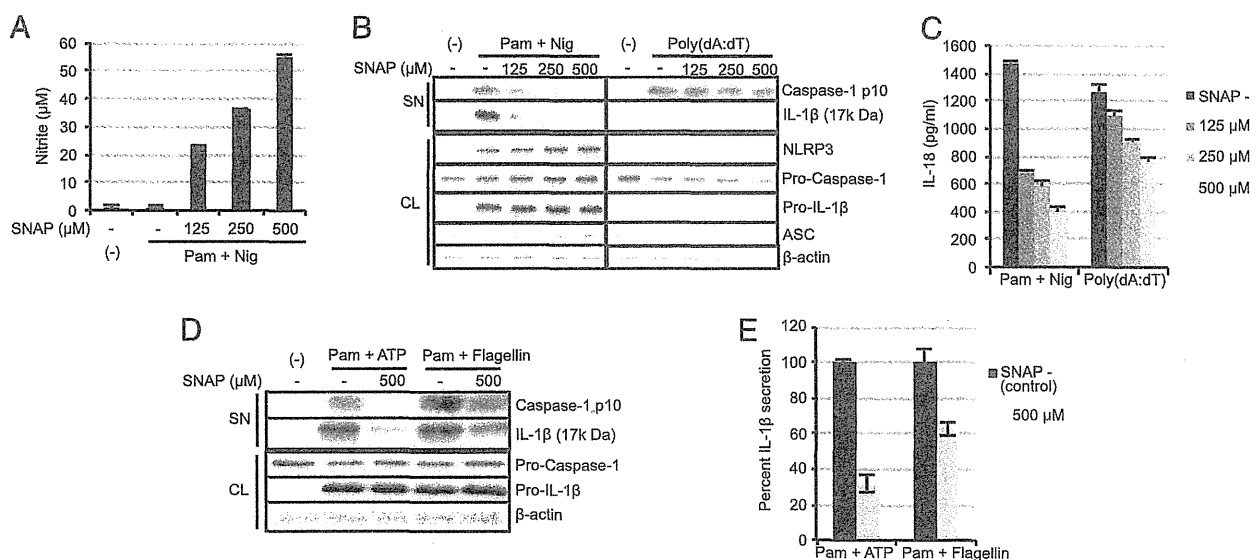 A
Nitrite (µM)
60
50
40
30
20
10
0
SNAP (µM) - - 125 250 500
(-) Pam + Nig
B
(-) Pam + Nig (-) Poly(dA:dT)
SNAP (µM) - - 125 250 500 - - 125 250 500
SN
Caspase-1 p10
IL-1β (17k Da)
CL
NLRP3
Pro-Caspase-1
Pro-IL-1β
ASC
β-actin
C
IL-18 (pg/ml)
1600
1400
1200
1000
800
600
400
200
0
Pam + Nig Poly(dA:dT)
SNAP -
125 µM
250 µM
500 µM
D
(-) Pam + ATP Pam + Flagellin
SNAP (µM) - - 500 - 500
SN
Caspase-1 p10
IL-1β (17k Da)
CL
Pro-Caspase-1
Pro-IL-1β
β-actin
E
Percent IL-1β secretion
120
100
80
60
40
20
0
Pam + ATP Pam + Flagellin
SNAP -
(control)
500 µM